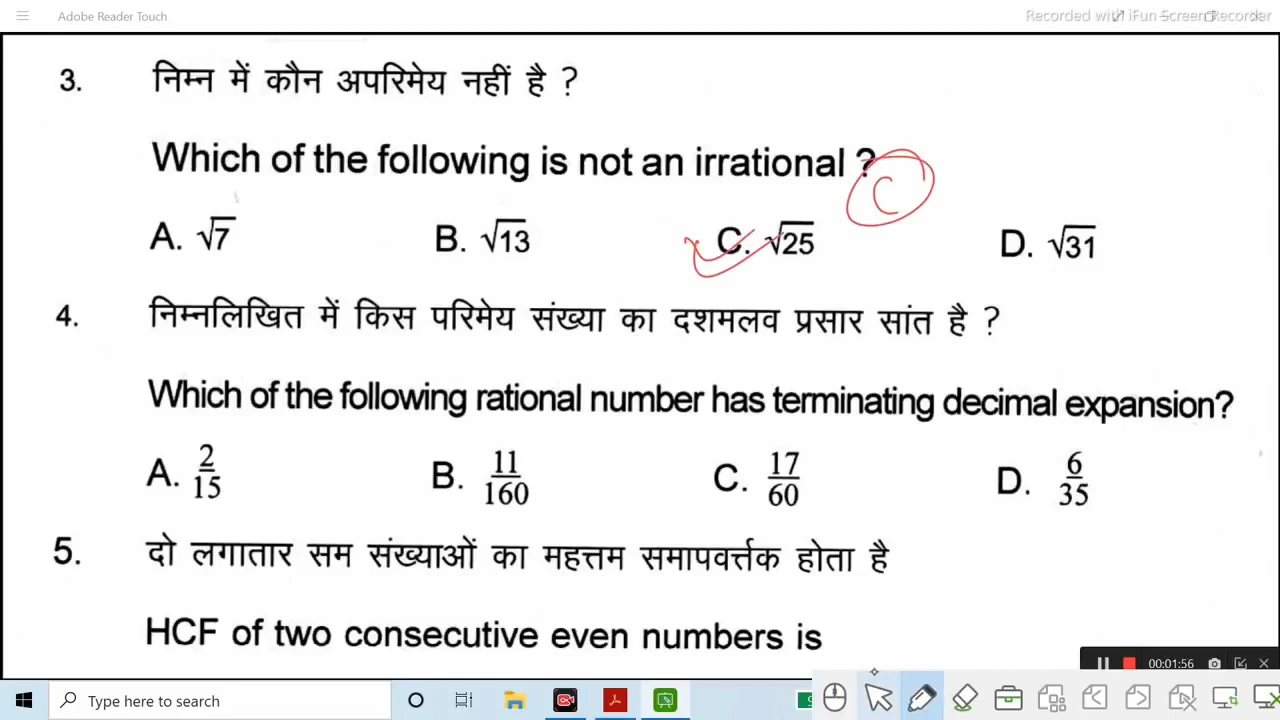 Adobe Reader Touch
Recorded with iFun Screen Recorder
3. निम्न में कौन अपरिमेय नहीं है ?
Which of the following is not an irrational ?
C
A. √7 B. √13 C. √25 D. √31
4. निम्नलिखित में किस परिमेय संख्या का दशमलव प्रसार सांत है ?
Which of the following rational number has terminating decimal expansion?
A. 2/15 B. 11/160 C. 17/60 D. 6/35
5. दो लगातार सम संख्याओं का महत्तम समापवर्त्तक होता है
HCF of two consecutive even numbers is
00:01:56
Type here to search